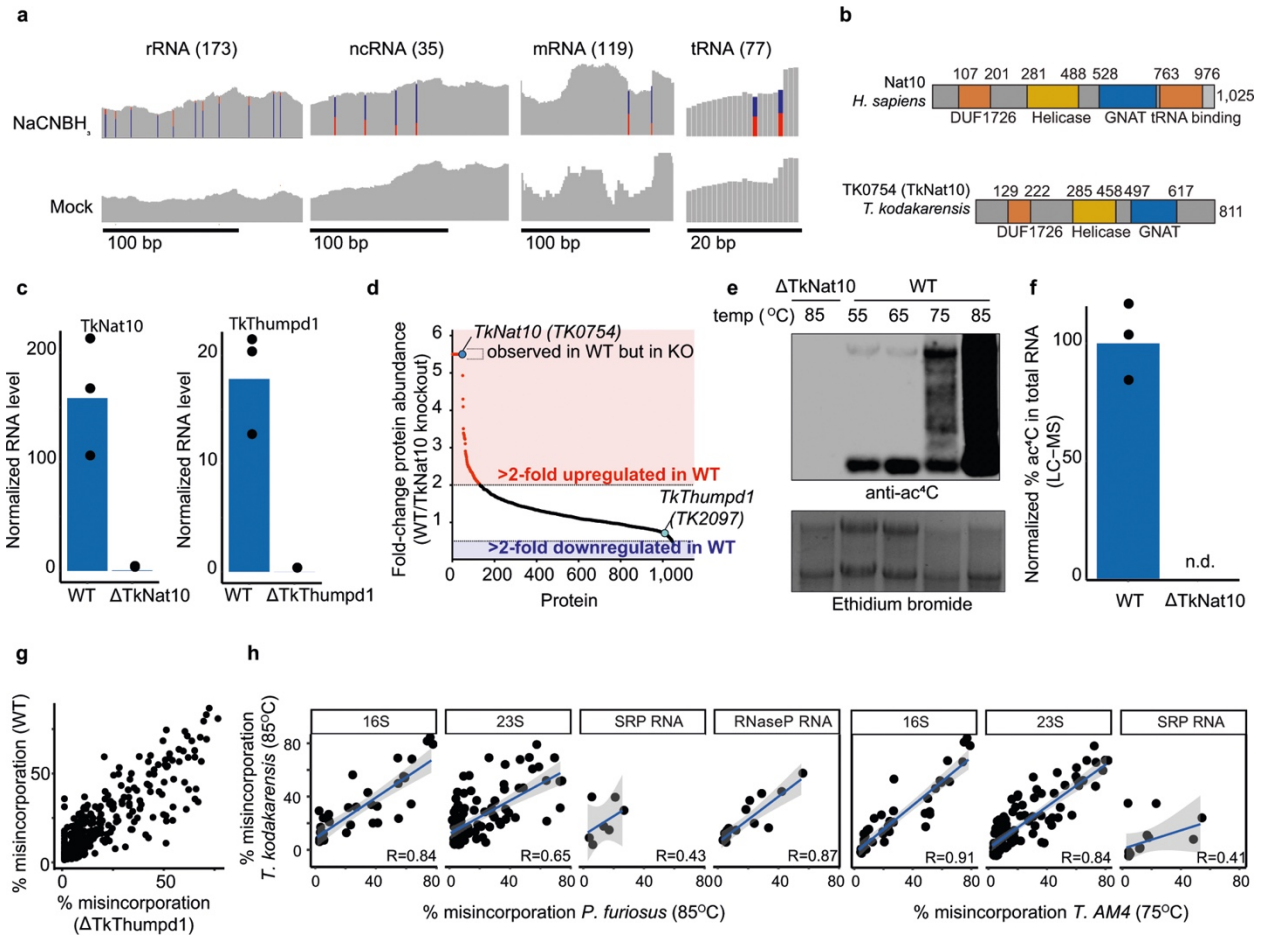 a
rRNA (173)
ncRNA (35)
mRNA (119)
tRNA (77)
NaCNBH₃
Mock
100 bp
100 bp
100 bp
20 bp
b
107 201 281 488 528 763 976
Nat10
H. sapiens
1,025
DUF1726 Helicase GNAT tRNA binding
129 222 285 458 497 617
TK0754 (TkNat10)
T. kodakarensis
811
DUF1726 Helicase GNAT
c
TkNat10
Normalized RNA level
200
100
0
WT ΔTkNat10
TkThumpd1
Normalized RNA level
20
10
0
WT ΔTkThumpd1
d
Fold-change protein abundance
(WT/TkNat10 knockout)
6
5
4
3
2
1
TkNat10 (TK0754)
observed in WT but in KO
>2-fold upregulated in WT
TkThumpd1
(TK2097)
>2-fold downregulated in WT
0 200 400 600 800 1,000
Protein
e
ΔTkNat10 WT
temp (°C) 85 55 65 75 85
anti-ac⁴C
Ethidium bromide
f
Normalized % ac⁴C in total RNA
(LC–MS)
100
50
0
n.d.
WT ΔTkNat10
g
% misincorporation (WT)
50
0
0 50
% misincorporation
(ΔTkThumpd1)
h
% misincorporation
T. kodakarensis (85°C)
80
40
0
16S
23S
SRP RNA
RNaseP RNA
R=0.84
R=0.65
R=0.43
R=0.87
0 40 80 0 40 80 0 40 80 0 40 80
% misincorporation P. furiosus (85°C)
16S
23S
SRP RNA
R=0.91
R=0.84
R=0.41
0 40 80 0 40 80 0 40 80
% misincorporation T. AM4 (75°C)